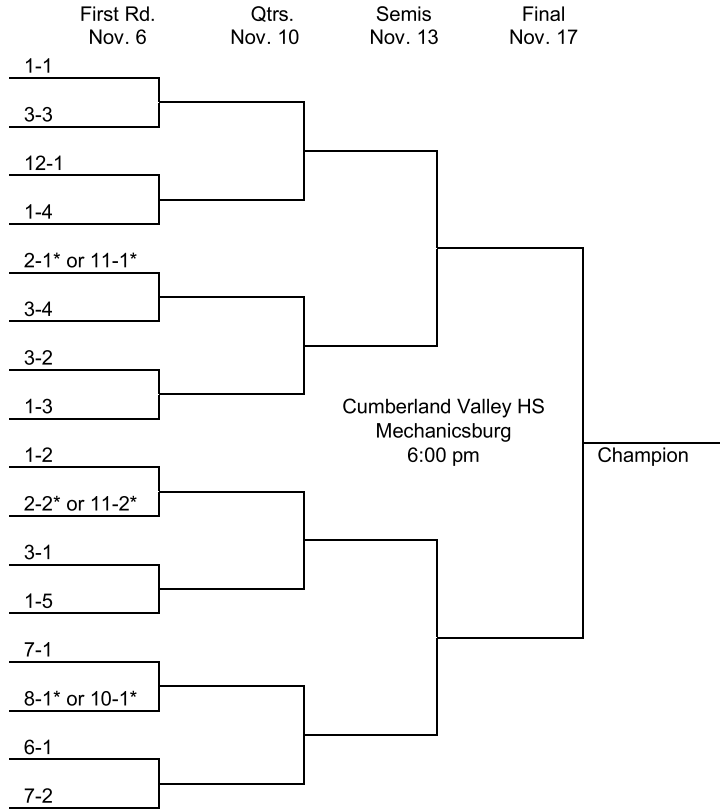 First Rd. Qtrs. Semis Final
Nov. 6 Nov. 10 Nov. 13 Nov. 17
1-1
3-3
12-1
1-4
2-1* or 11-1*
3-4
3-2
1-3
Cumberland Valley HS
Mechanicsburg
6:00 pm
Champion
1-2
2-2* or 11-2*
3-1
1-5
7-1
8-1* or 10-1*
6-1
7-2